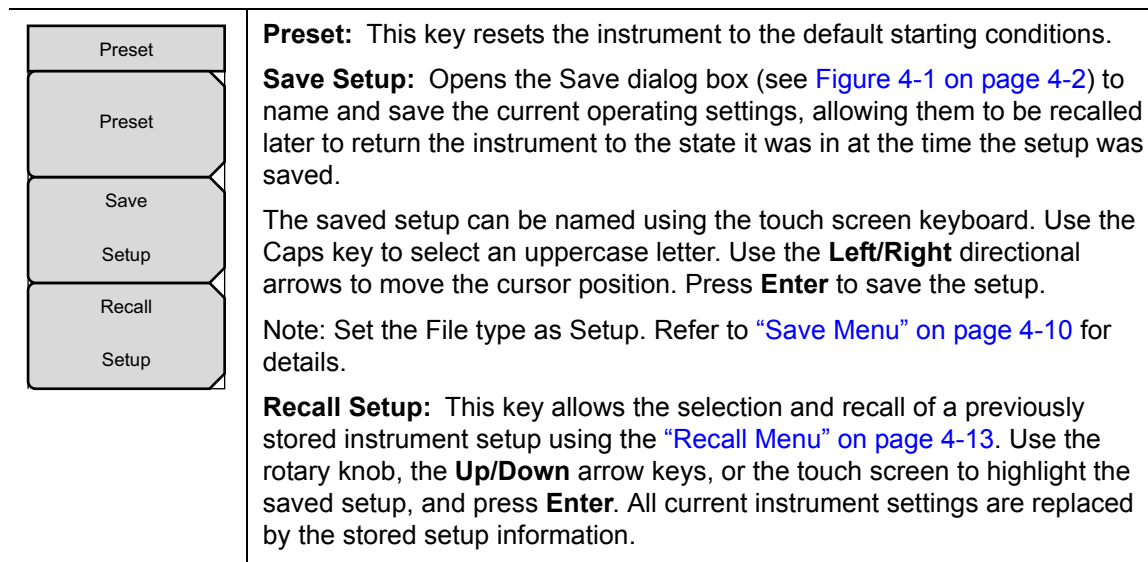 Preset
Preset
Save
Setup
Recall
Setup
Preset: This key resets the instrument to the default starting conditions.
Save Setup: Opens the Save dialog box (see Figure 4-1 on page 4-2) to
name and save the current operating settings, allowing them to be recalled
later to return the instrument to the state it was in at the time the setup was
saved.
The saved setup can be named using the touch screen keyboard. Use the
Caps key to select an uppercase letter. Use the Left/Right directional
arrows to move the cursor position. Press Enter to save the setup.
Note: Set the File type as Setup. Refer to “Save Menu” on page 4-10 for
details.
Recall Setup: This key allows the selection and recall of a previously
stored instrument setup using the “Recall Menu” on page 4-13. Use the
rotary knob, the Up/Down arrow keys, or the touch screen to highlight the
saved setup, and press Enter. All current instrument settings are replaced
by the stored setup information.